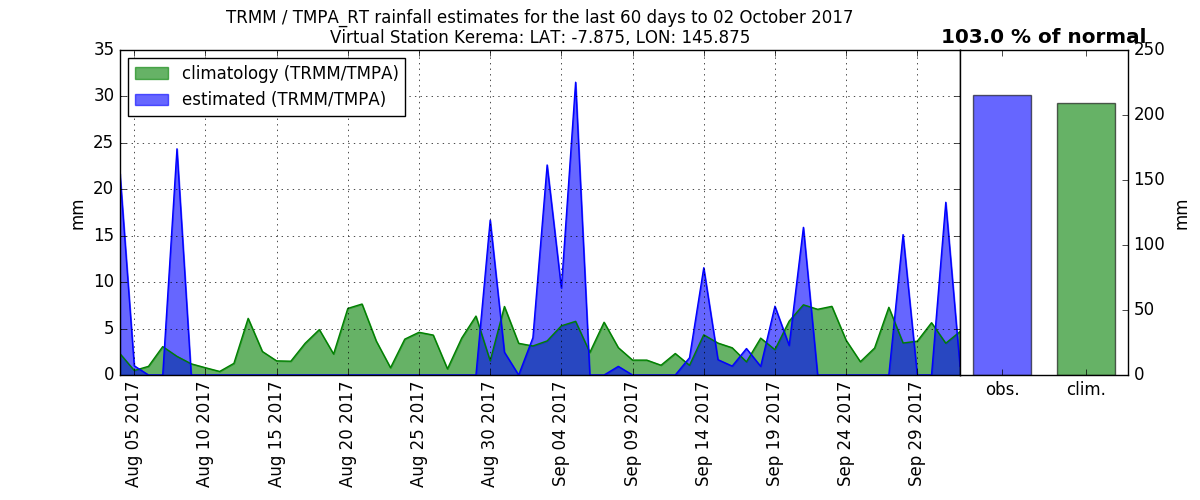 TRMM / TMPA_RT rainfall estimates for the last 60 days to 02 October 2017
Virtual Station Kerema: LAT: -7.875, LON: 145.875
103.0 % of normal
climatology (TRMM/TMPA)
estimated (TRMM/TMPA)
35
30
25
20
15
10
5
0
mm
Aug 05 2017
Aug 10 2017
Aug 15 2017
Aug 20 2017
Aug 25 2017
Aug 30 2017
Sep 04 2017
Sep 09 2017
Sep 14 2017
Sep 19 2017
Sep 24 2017
Sep 29 2017
obs.
clim.
250
200
150
100
50
0
mm